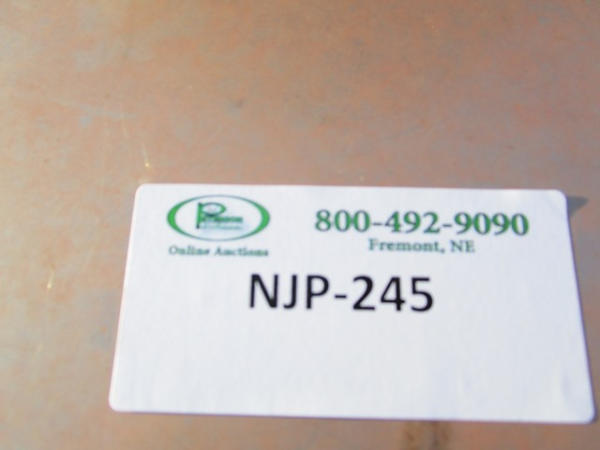 800-492-9090
Fremont, NE
Online Auctions
NJP-245